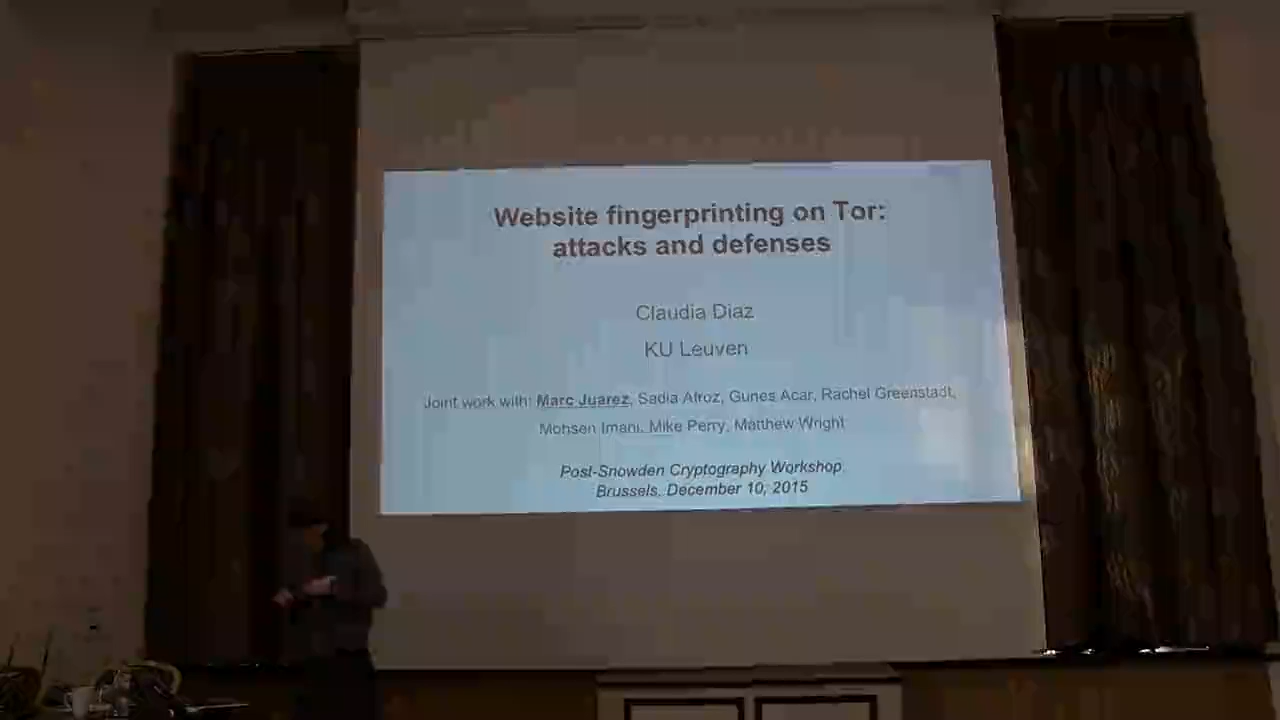 Website fingerprinting on Tor:
attacks and defenses
Claudia Diaz
KU Leuven
Joint work with: Marc Juarez, Sadia Afroz, Gunes Acar, Rachel Greenstadt,
Mohsen Imani, Mike Perry, Matthew Wright
Post-Snowden Cryptography Workshop
Brussels, December 10, 2015